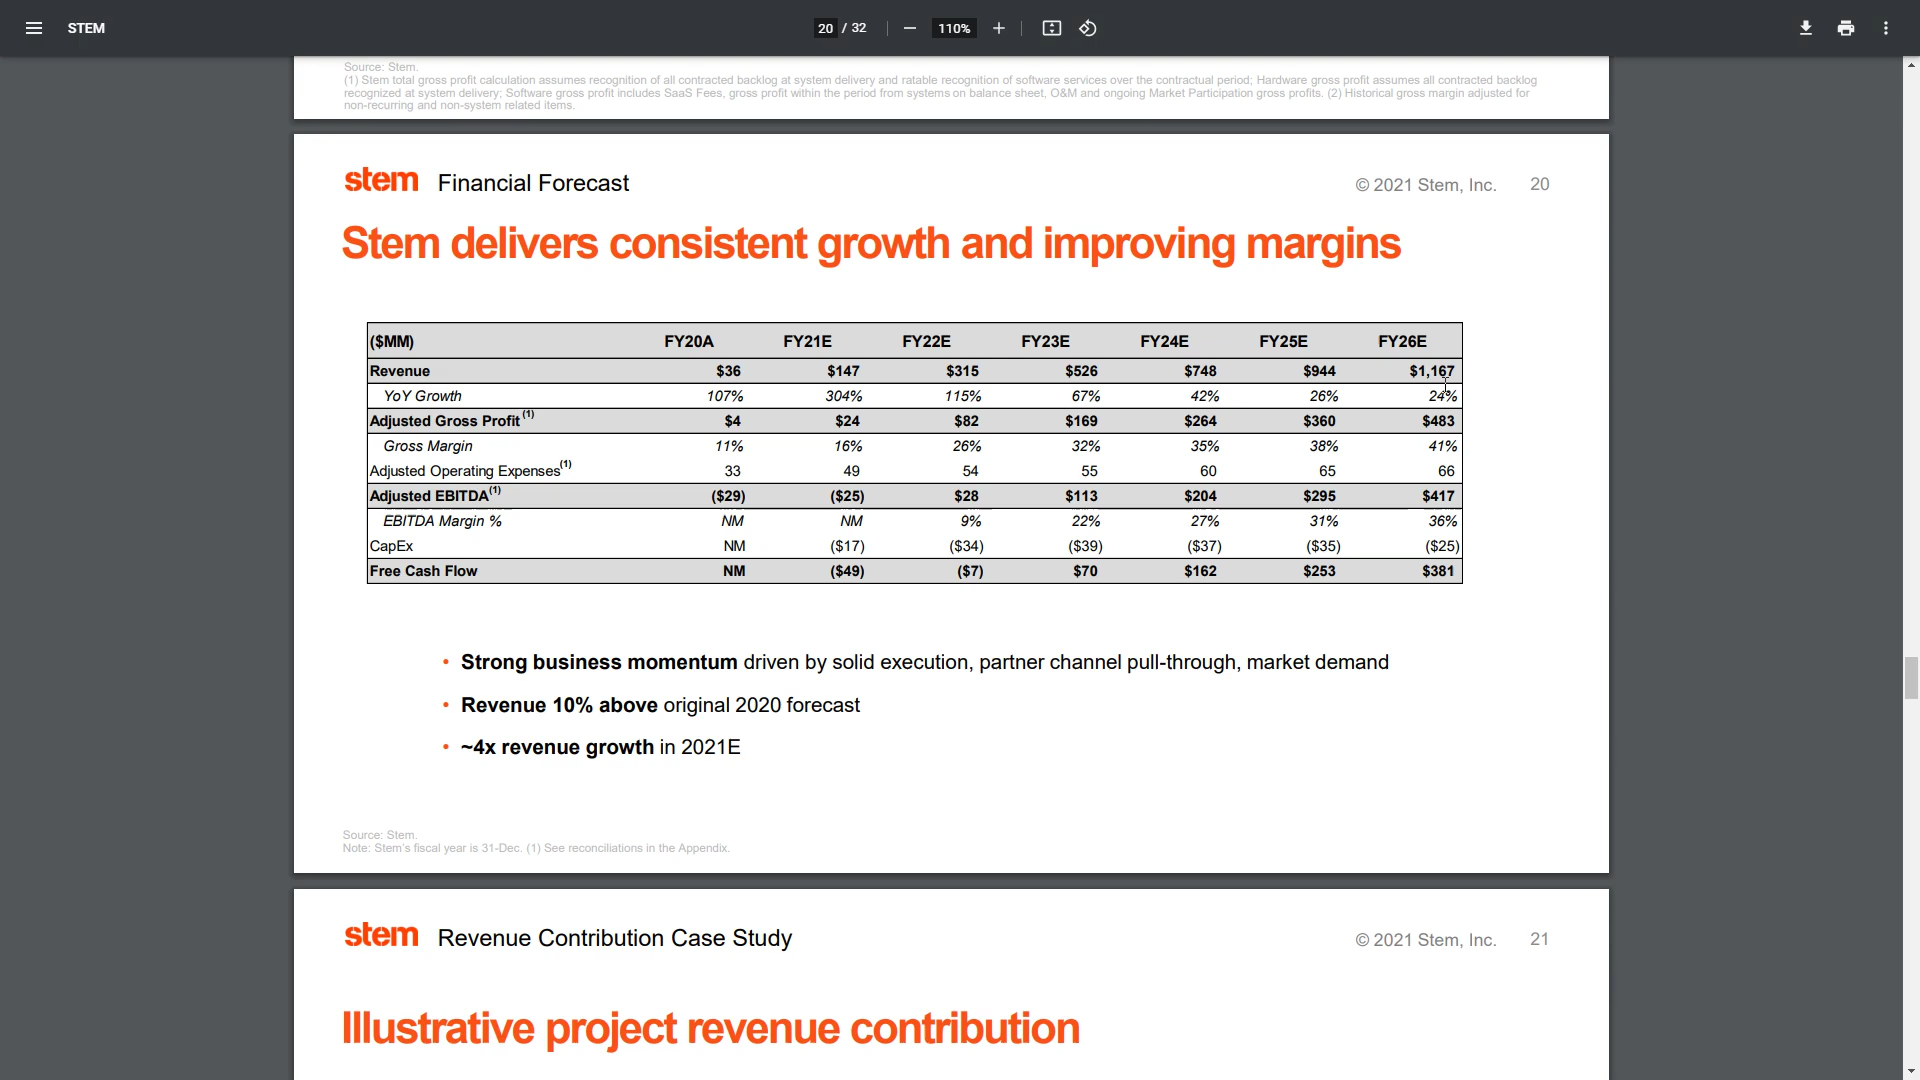 STEM
20 / 32
110%
Source: Stem.
(1) Stem total gross profit calculation assumes recognition of all contracted backlog at system delivery and ratable recognition of software services over the contractual period; Hardware gross profit assumes all contracted backlog
recognized at system delivery; Software gross profit includes SaaS Fees, gross profit within the period from systems on balance sheet, O&M and ongoing Market Participation gross profits. (2) Historical gross margin adjusted for
non-recurring and non-system related items.
stem Financial Forecast © 2021 Stem, Inc. 20
Stem delivers consistent growth and improving margins
($MM) FY20A FY21E FY22E FY23E FY24E FY25E FY26E
Revenue $36 $147 $315 $526 $748 $944 $1,167
YoY Growth 107% 304% 115% 67% 42% 26% 24%
Adjusted Gross Profit (1) $4 $24 $82 $169 $264 $360 $483
Gross Margin 11% 16% 26% 32% 35% 38% 41%
Adjusted Operating Expenses(1) 33 49 54 55 60 65 66
Adjusted EBITDA(1) ($29) ($25) $28 $113 $204 $295 $417
EBITDA Margin % NM NM 9% 22% 27% 31% 36%
CapEx NM ($17) ($34) ($39) ($37) ($35) ($25)
Free Cash Flow NM ($49) ($7) $70 $162 $253 $381
• Strong business momentum driven by solid execution, partner channel pull-through, market demand
• Revenue 10% above original 2020 forecast
• ~4x revenue growth in 2021E
Source: Stem.
Note: Stem's fiscal year is 31-Dec. (1) See reconciliations in the Appendix.
stem Revenue Contribution Case Study © 2021 Stem, Inc. 21
Illustrative project revenue contribution